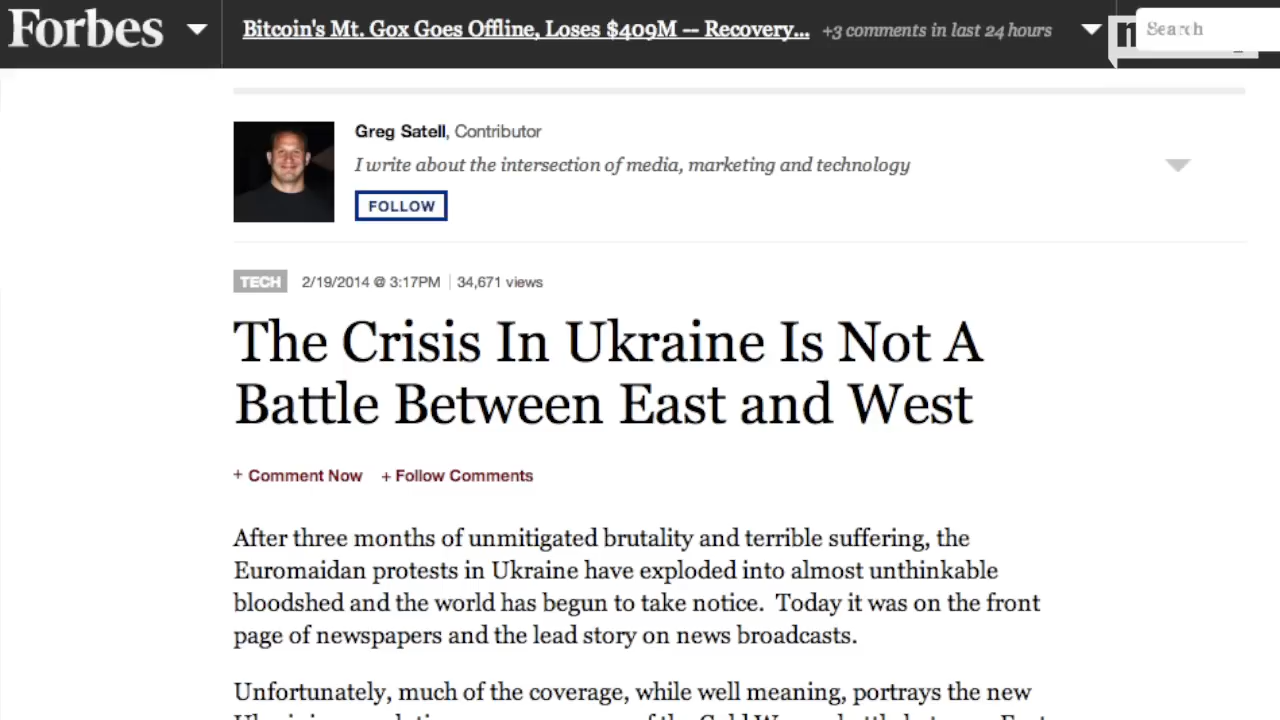 Forbes
Bitcoin's Mt. Gox Goes Offline, Loses $409M -- Recovery... +3 comments in last 24 hours
Search
Greg Satell, Contributor
I write about the intersection of media, marketing and technology
FOLLOW
TECH 2/19/2014 @ 3:17PM 34,671 views
The Crisis In Ukraine Is Not A
Battle Between East and West
+ Comment Now + Follow Comments
After three months of unmitigated brutality and terrible suffering, the
Euromaidan protests in Ukraine have exploded into almost unthinkable
bloodshed and the world has begun to take notice. Today it was on the front
page of newspapers and the lead story on news broadcasts.
Unfortunately, much of the coverage, while well meaning, portrays the new